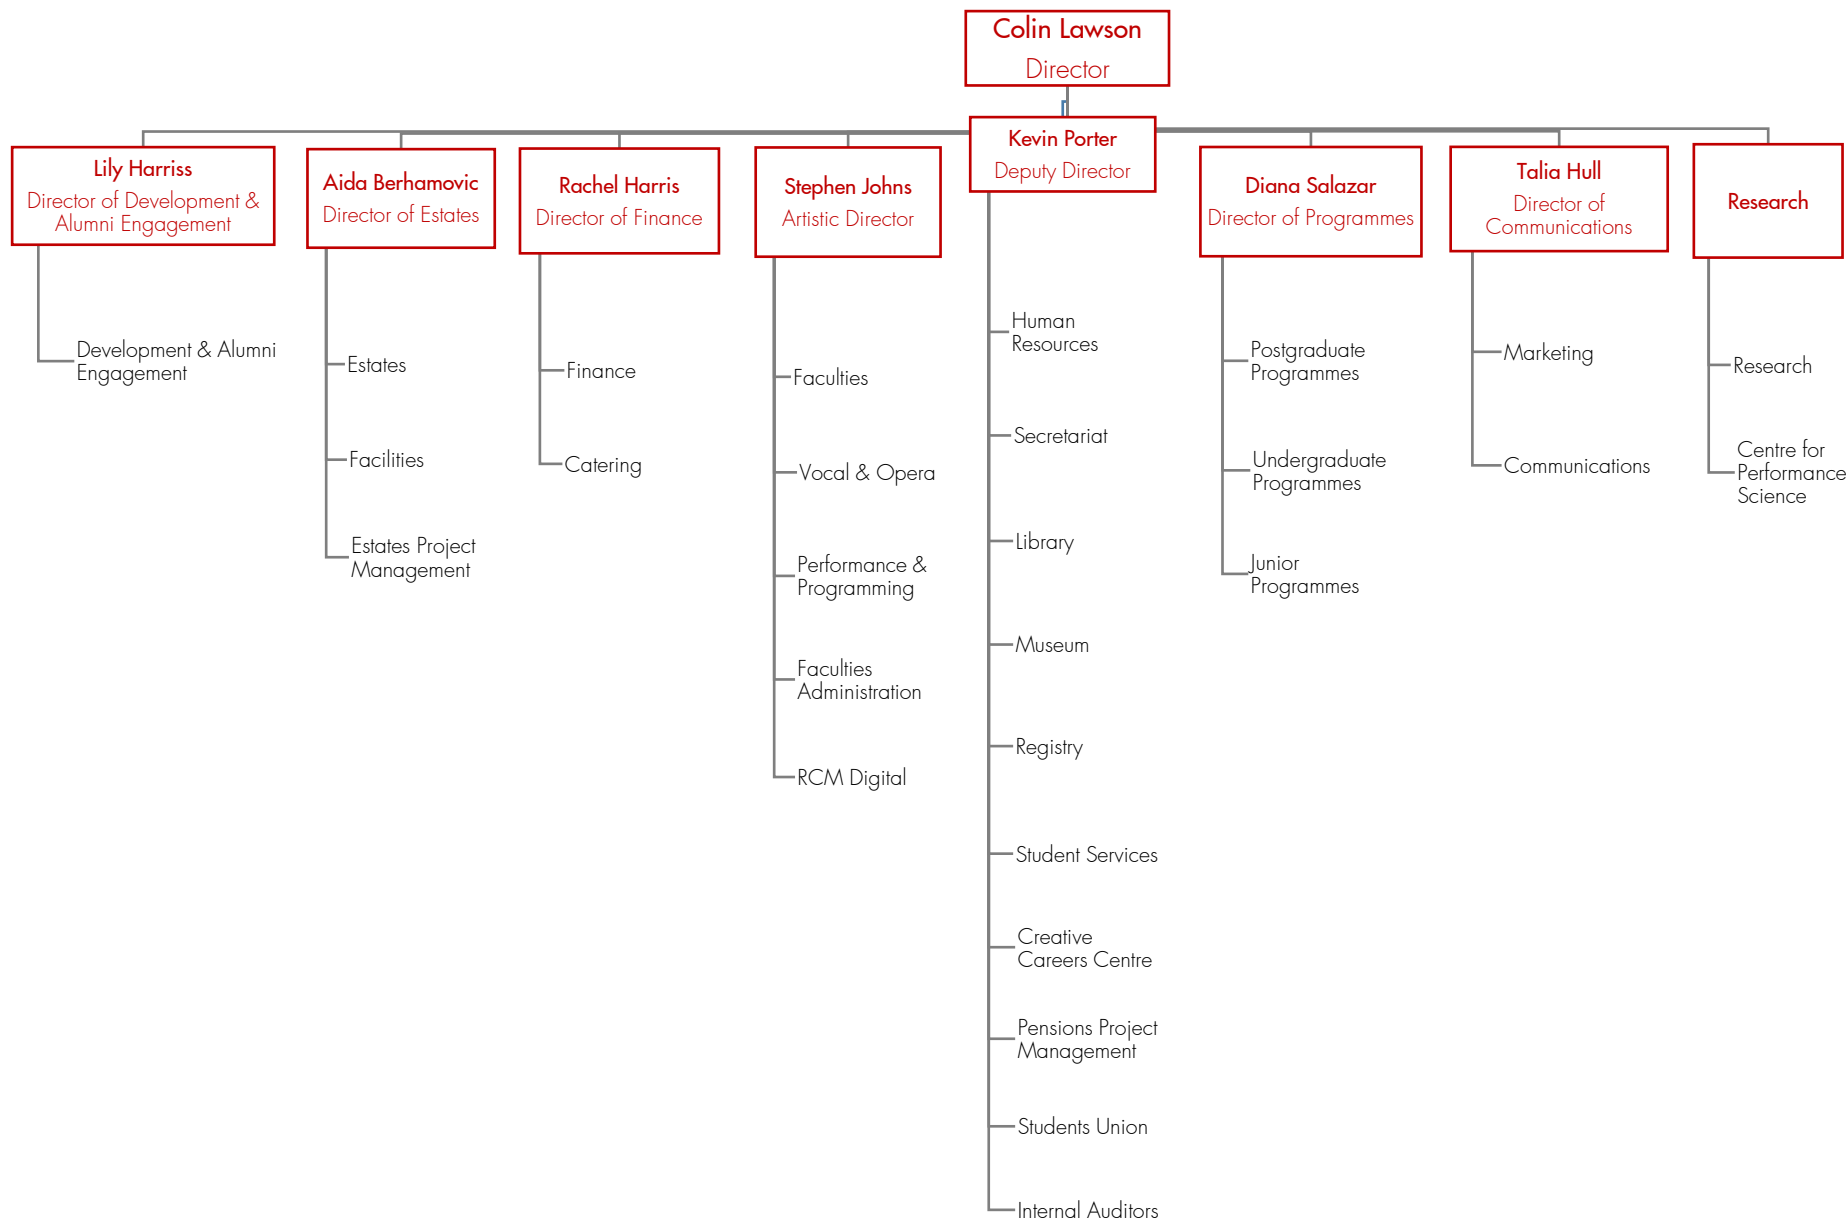 Colin Lawson
Director
Lily Harriss
Director of Development &
Alumni Engagement
Development & Alumni
Engagement
Aida Berhamovic
Director of Estates
Estates
Facilities
Estates Project
Management
Rachel Harris
Director of Finance
Finance
Catering
Stephen Johns
Artistic Director
Faculties
Vocal & Opera
Performance &
Programming
Faculties
Administration
RCM Digital
Kevin Porter
Deputy Director
Human
Resources
Secretariat
Library
Museum
Registry
Student Services
Creative
Careers Centre
Pensions Project
Management
Students Union
Internal Auditors
Diana Salazar
Director of Programmes
Postgraduate
Programmes
Undergraduate
Programmes
Junior
Programmes
Talia Hull
Director of
Communications
Marketing
Communications
Research
Research
Centre for
Performance
Science